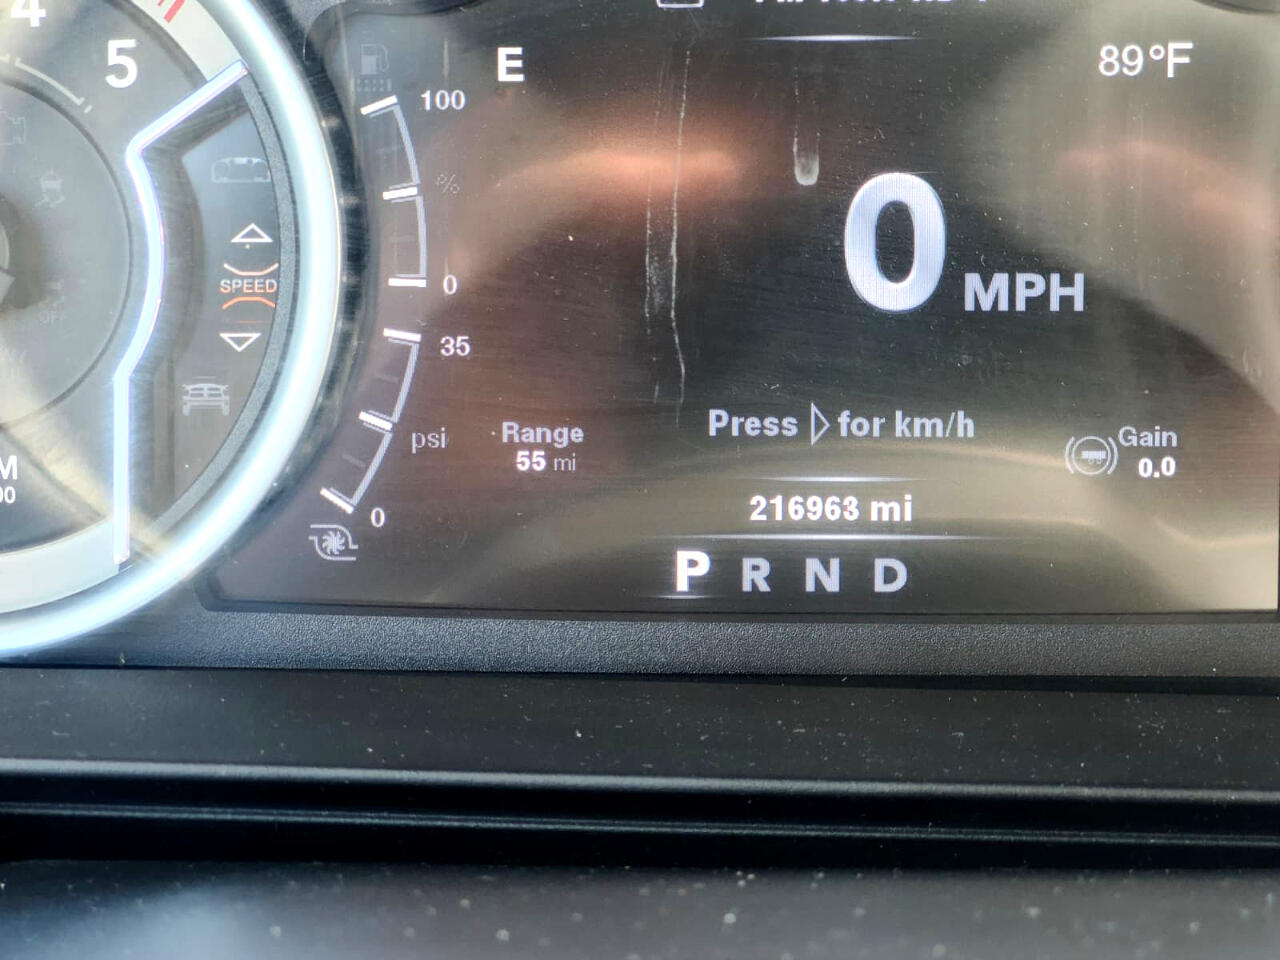 4
5
E
89°F
100
%
0
0 MPH
SPEED
35
psi
0
Range
55 mi
Press ▷ for km/h
Gain
0.0
216963 mi
P R N D